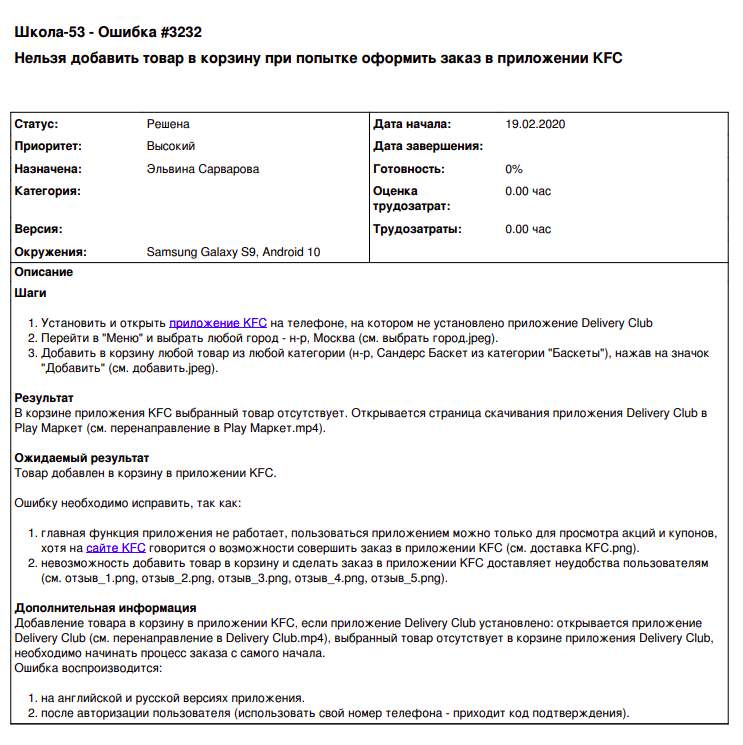 Школа-53 - Ошибка #3232
Нельзя добавить товар в корзину при попытке оформить заказ в приложении KFC
Статус: Решена Дата начала: 19.02.2020
Приоритет: Высокий Дата завершения:
Назначена: Эльвина Сарварова Готовность: 0%
Категория: Оценка трудозатрат: 0.00 час
Версия: Трудозатраты: 0.00 час
Окружения: Samsung Galaxy S9, Android 10
Описание
Шаги
1. Установить и открыть приложение KFC на телефоне, на котором не установлено приложение Delivery Club
2. Перейти в "Меню" и выбрать любой город - н-р, Москва (см. выбрать город.jpeg).
3. Добавить в корзину любой товар из любой категории (н-р, Сандерс Баскет из категории "Баскеты"), нажав на значок
"Добавить" (см. добавить.jpeg).
Результат
В корзине приложения KFC выбранный товар отсутствует. Открывается страница скачивания приложения Delivery Club в
Play Маркет (см. перенаправление в Play Маркет.mp4).
Ожидаемый результат
Товар добавлен в корзину в приложении KFC.
Ошибку необходимо исправить, так как:
1. главная функция приложения не работает, пользоваться приложением можно только для просмотра акций и купонов,
хотя на сайте KFC говорится о возможности совершить заказ в приложении KFC (см. доставка KFC.png).
2. невозможность добавить товар в корзину и сделать заказ в приложении KFC доставляет неудобства пользователям
(см. отзыв_1.png, отзыв_2.png, отзыв_3.png, отзыв_4.png, отзыв_5.png).
Дополнительная информация
Добавление товара в корзину в приложении KFC, если приложение Delivery Club установлено: открывается приложение
Delivery Club (см. перенаправление в Delivery Club.mp4), выбранный товар отсутствует в корзине приложения Delivery Club,
необходимо начинать процесс заказа с самого начала.
Ошибка воспроизводится:
1. на английской и русской версиях приложения.
2. после авторизации пользователя (использовать свой номер телефона - приходит код подтверждения).